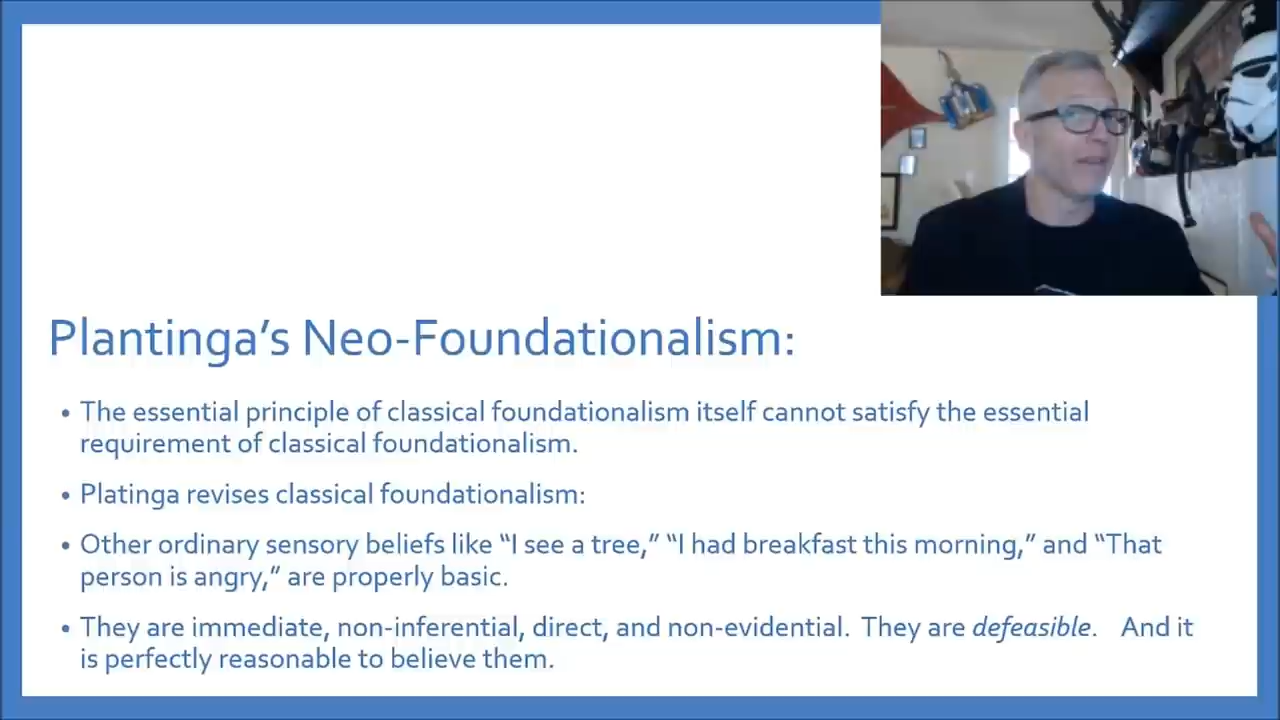 Plantinga's Neo-Foundationalism:
• The essential principle of classical foundationalism itself cannot satisfy the essential
requirement of classical foundationalism.
• Platinga revises classical foundationalism:
• Other ordinary sensory beliefs like “I see a tree,” “I had breakfast this morning,” and “That
person is angry,” are properly basic.
• They are immediate, non-inferential, direct, and non-evidential. They are defeasible. And it
is perfectly reasonable to believe them.